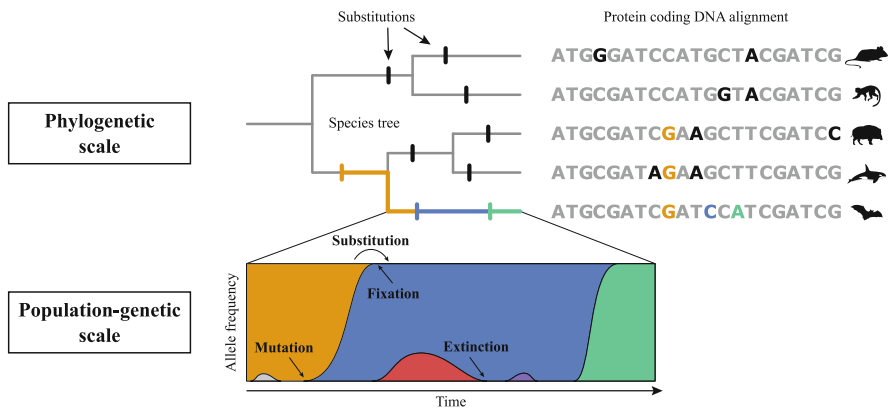 Substitutions
Protein coding DNA alignment
ATGGGATCCATGCTACGATCG
ATGCGATCCATGGTACGATCG
Phylogenetic
scale
Species tree
ATGCGATCGAAGCTTCGATCC
ATGCGATAGAAGCTTCGATCG
ATGCGATCGATCCATCGATCG
Population-genetic
scale
Allele frequency
Substitution
Fixation
Mutation
Extinction
Time